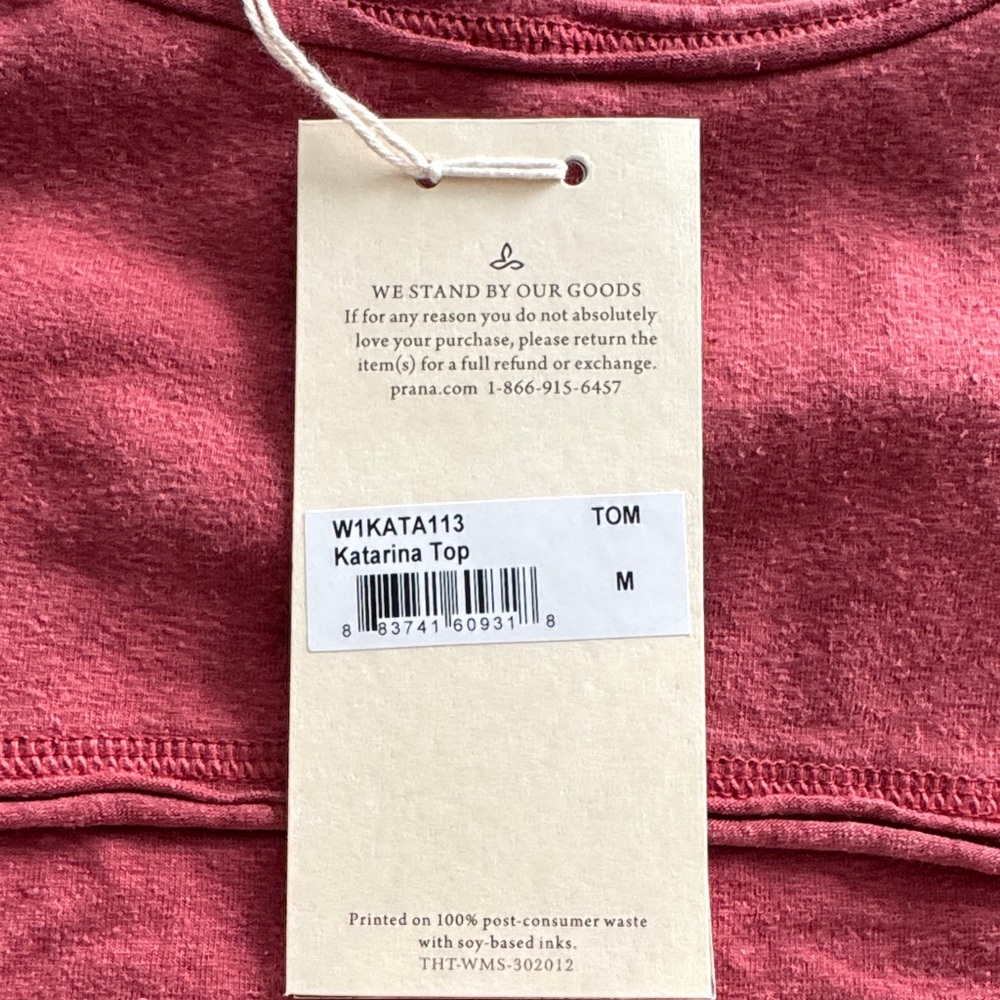 WE STAND BY OUR GOODS
If for any reason you do not absolutely
love your purchase, please return the
item(s) for a full refund or exchange.
prana.com 1-866-915-6457
W1KATA113 TOM
Katarina Top
M
8 83741 60931 8
Printed on 100% post-consumer waste
with soy-based inks.
THT-WMS-302012